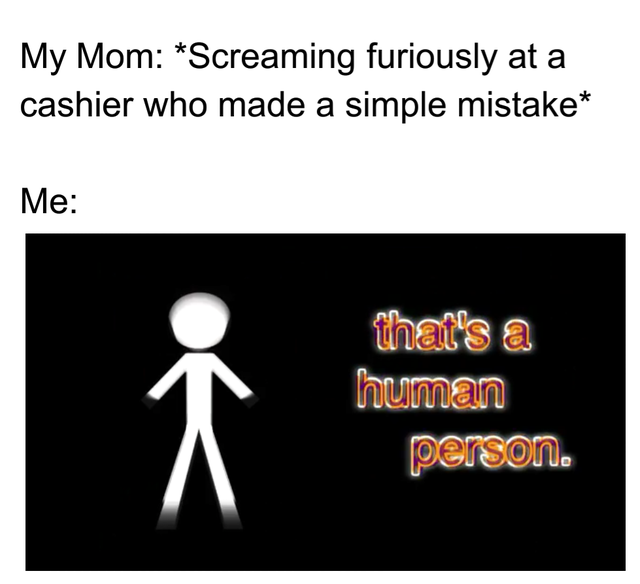 My Mom: *Screaming furiously at a
cashier who made a simple mistake*
Me:
that's a
human
person.